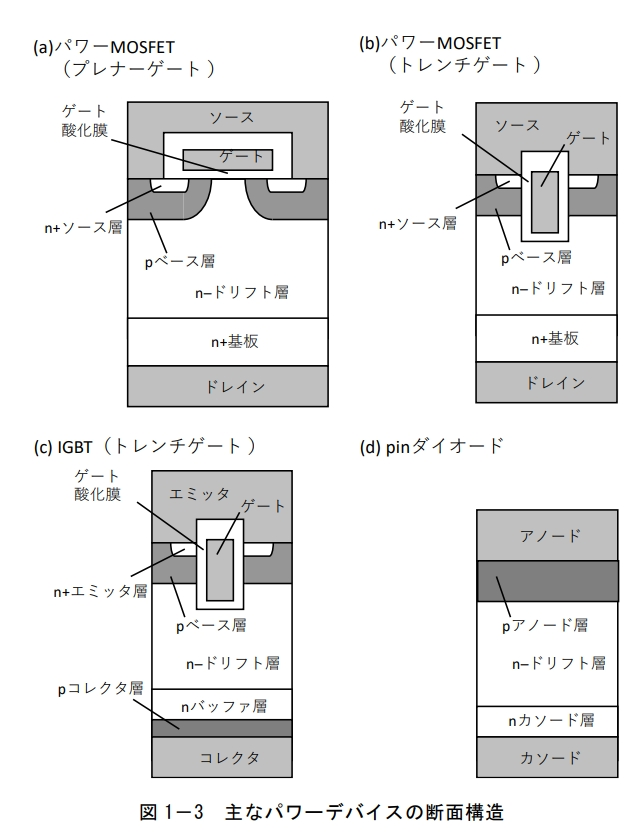 (a)パワーMOSFET
（プレナーゲート）
ゲート
酸化膜
ソース
ゲート
n+ソース層
pベース層
n−ドリフト層
n+基板
ドレイン
(b)パワーMOSFET
（トレンチゲート）
ゲート
酸化膜
ソース
ゲート
n+ソース層
pベース層
n−ドリフト層
n+基板
ドレイン
(c) IGBT（トレンチゲート）
ゲート
酸化膜
エミッタ
ゲート
n+エミッタ層
pベース層
n−ドリフト層
pコレクタ層
nバッファ層
コレクタ
(d) pinダイオード
アノード
pアノード層
n−ドリフト層
nカソード層
カソード
図１−３　主なパワーデバイスの断面構造